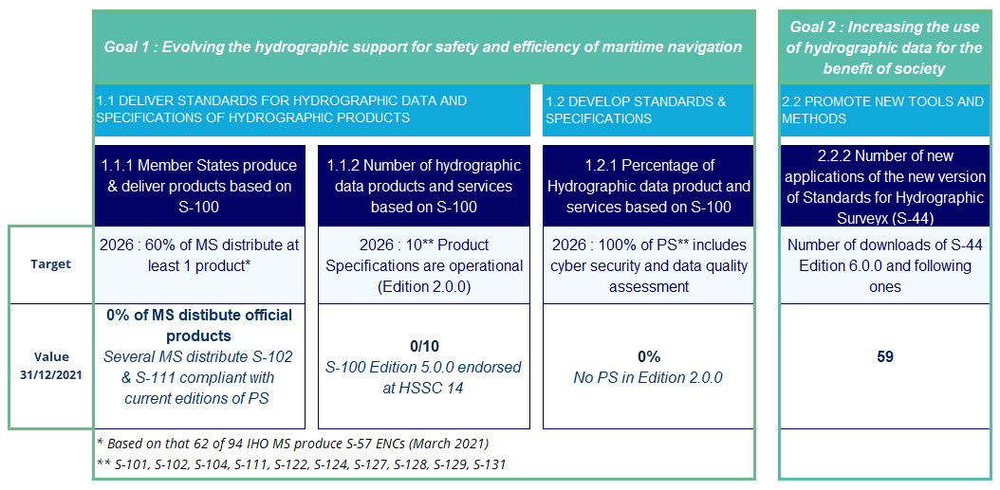 Goal 1 : Evolving the hydrographic support for safety and efficiency of maritime navigation
Goal 2 : Increasing the use
of hydrographic data for the
benefit of society
1.1 DELIVER STANDARDS FOR HYDROGRAPHIC DATA AND
SPECIFICATIONS OF HYDROGRAPHIC PRODUCTS
1.2 DEVELOP STANDARDS &
SPECIFICATIONS
2.2 PROMOTE NEW TOOLS AND
METHODS
1.1.1 Member States produce
& deliver products based on
S-100
1.1.2 Number of hydrographic
data products and services
based on S-100
1.2.1 Percentage of
Hydrographic data product and
services based on S-100
2.2.2 Number of new
applications of the new version
of Standards for Hydrographic
Surveyx (S-44)
Target
2026 : 60% of MS distribute at
least 1 product*
2026 : 10** Product
Specifications are operational
(Edition 2.0.0)
2026 : 100% of PS** includes
cyber security and data quality
assessment
Number of downloads of S-44
Edition 6.0.0 and following
ones
Value
31/12/2021
0% of MS distibute official
products
Several MS distribute S-102
& S-111 compliant with
current editions of PS
0/10
S-100 Edition 5.0.0 endorsed
at HSSC 14
0%
No PS in Edition 2.0.0
59
* Based on that 62 of 94 IHO MS produce S-57 ENCs (March 2021)
** S-101, S-102, S-104, S-111, S-122, S-124, S-127, S-128, S-129, S-131